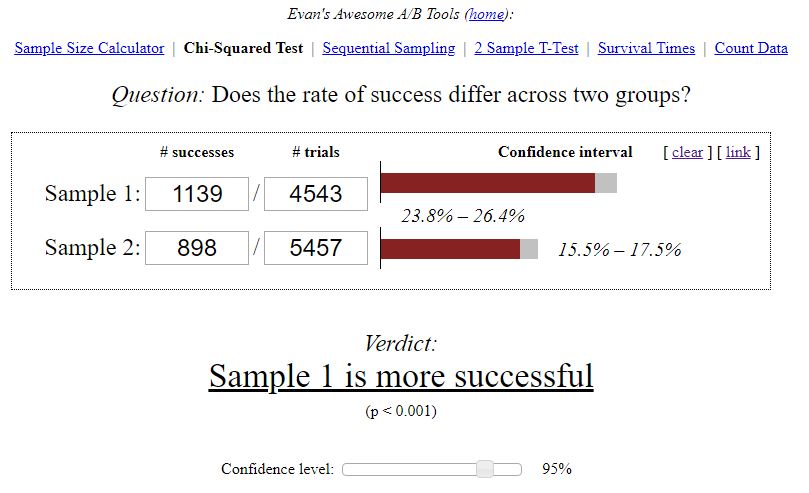 Evan's Awesome A/B Tools (home):
Sample Size Calculator | Chi-Squared Test | Sequential Sampling | 2 Sample T-Test | Survival Times | Count Data
Question: Does the rate of success differ across two groups?
# successes # trials Confidence interval [ clear ] [ link ]
Sample 1: 1139 / 4543
23.8% – 26.4%
Sample 2: 898 / 5457 15.5% – 17.5%
Verdict:
Sample 1 is more successful
(p < 0.001)
Confidence level: 95%